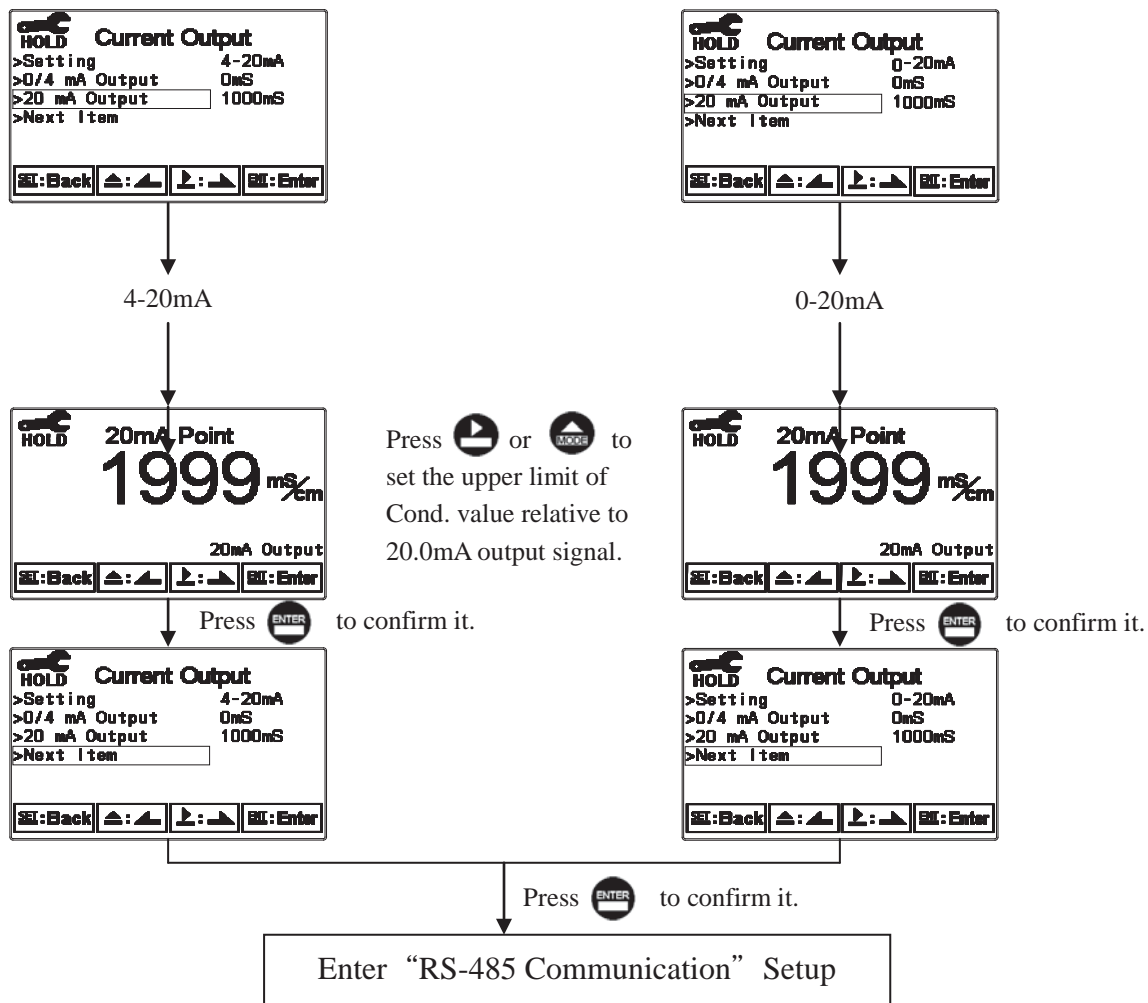 HOLD Current Output
>Setting 4-20mA
>0/4 mA Output 0mS
>20 mA Output 1000mS
>Next Item
SET:Back ENT:Enter
HOLD Current Output
>Setting 0-20mA
>0/4 mA Output 0mS
>20 mA Output 1000mS
>Next Item
SET:Back ENT:Enter
4-20mA
0-20mA
HOLD 20mA Point
1999 mS/cm
20mA Output
SET:Back ENT:Enter
Press or MODE to
set the upper limit of
Cond. value relative to
20.0mA output signal.
HOLD 20mA Point
1999 mS/cm
20mA Output
SET:Back ENT:Enter
Press ENTER to confirm it.
Press ENTER to confirm it.
HOLD Current Output
>Setting 4-20mA
>0/4 mA Output 0mS
>20 mA Output 1000mS
>Next Item
SET:Back ENT:Enter
HOLD Current Output
>Setting 0-20mA
>0/4 mA Output 0mS
>20 mA Output 1000mS
>Next Item
SET:Back ENT:Enter
Press ENTER to confirm it.
Enter “RS-485 Communication” Setup